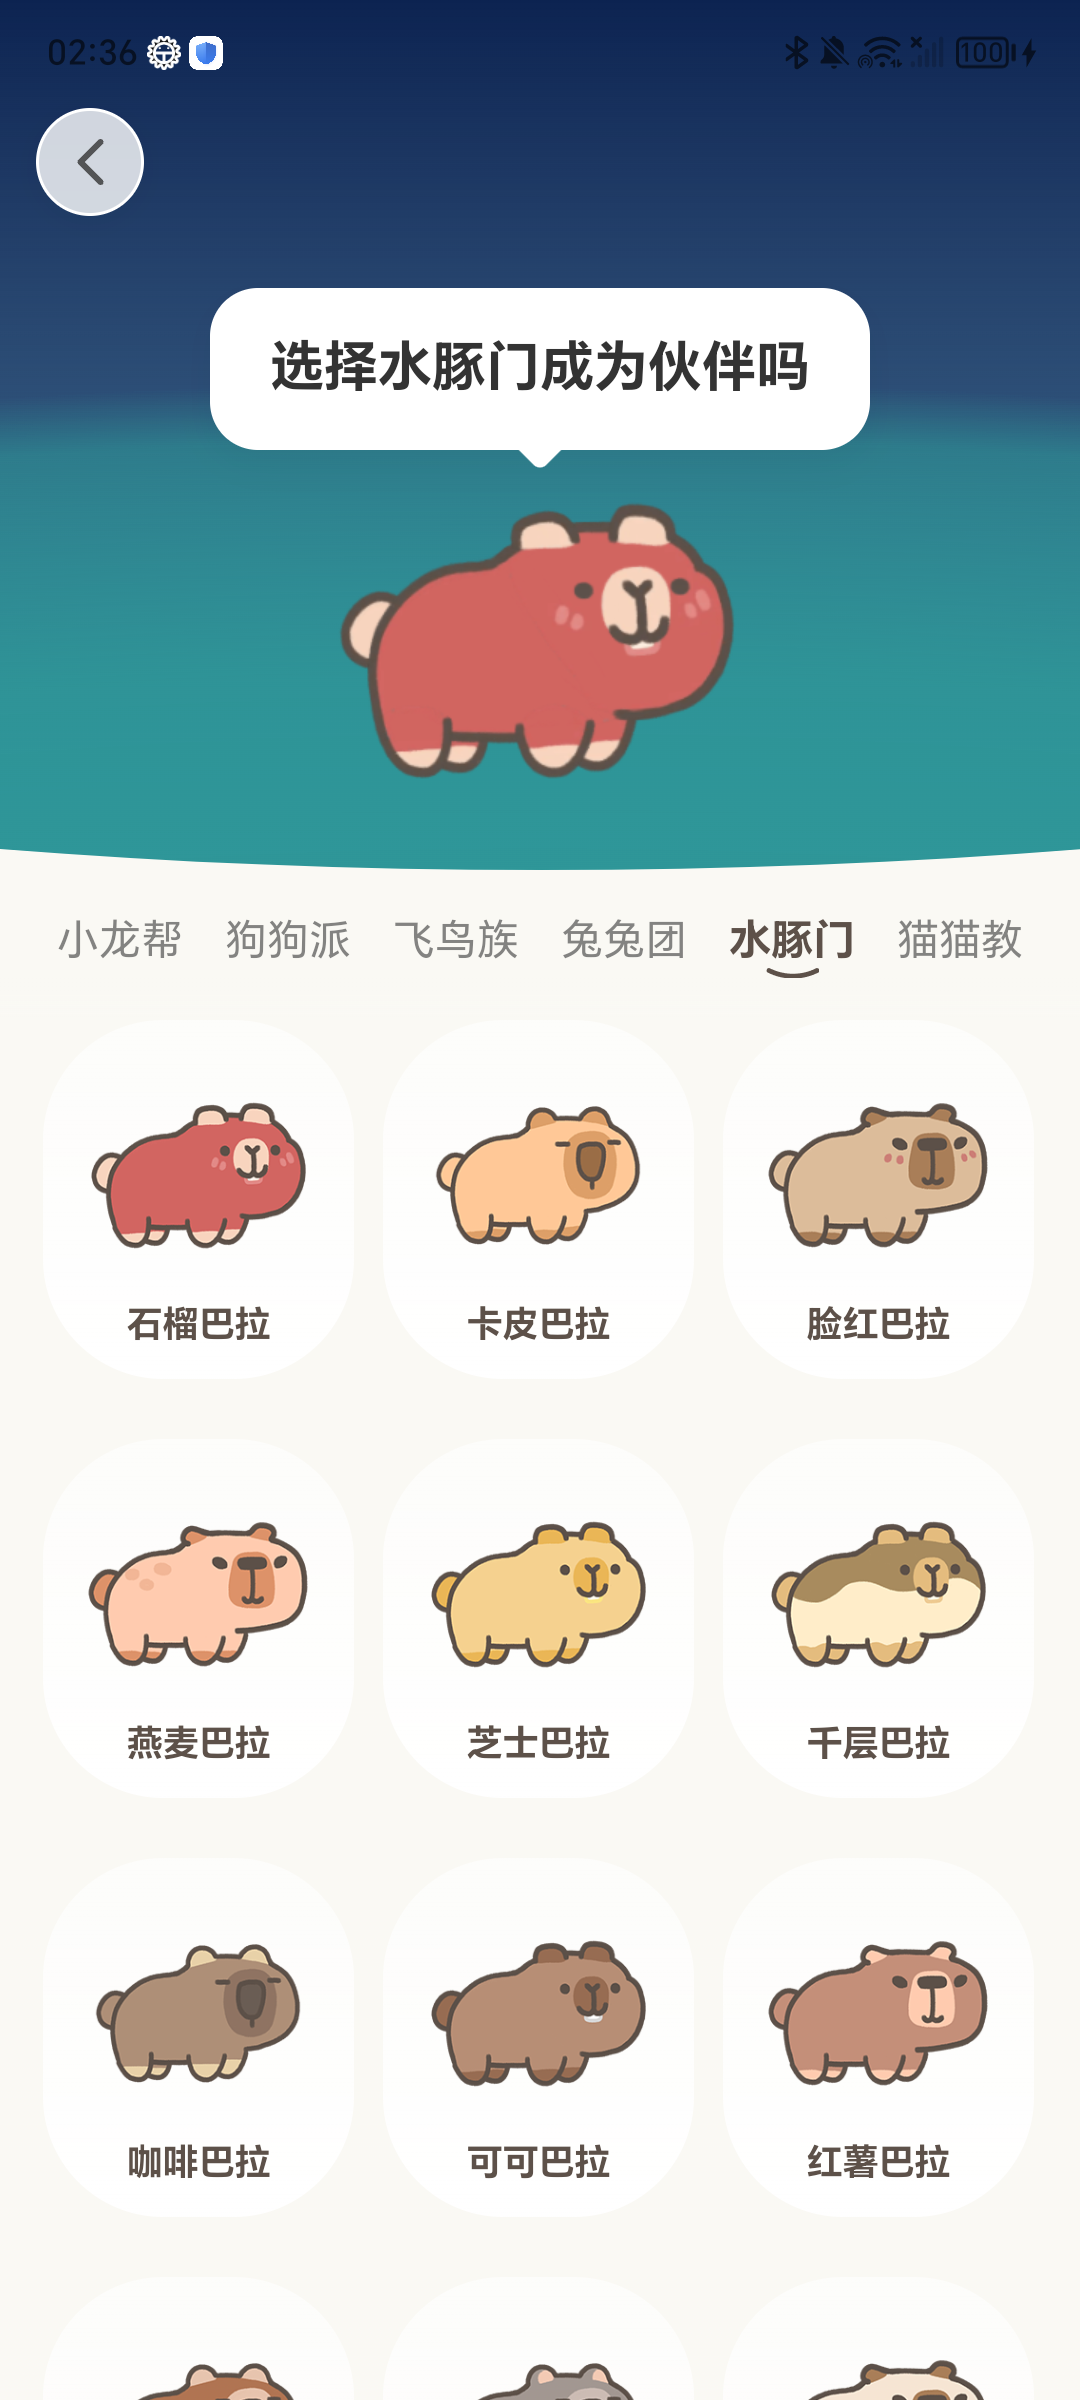 02:36
100
选择水豚门成为伙伴吗
小龙帮 狗狗派 飞鸟族 兔兔团 水豚门 猫猫教
石榴巴拉 卡皮巴拉 脸红巴拉
燕麦巴拉 芝士巴拉 千层巴拉
咖啡巴拉 可可巴拉 红薯巴拉